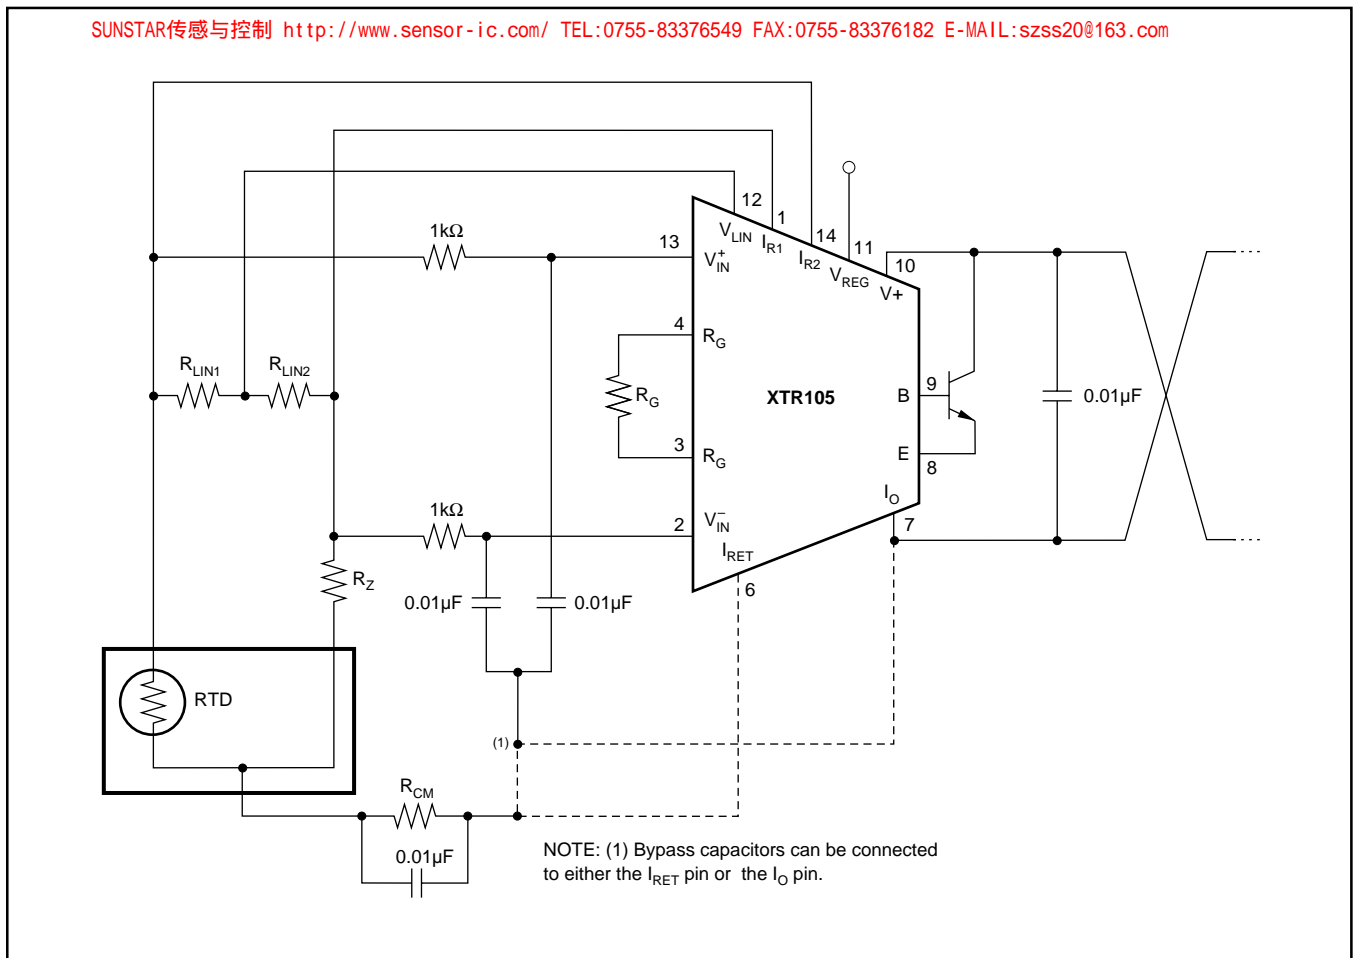 SUNSTAR传感与控制 http://www.sensor-ic.com/ TEL:0755-83376549 FAX:0755-83376182 E-MAIL:szss20@163.com
12
1
14
11
10
1kΩ
13
V_LIN
I_R1
I_R2
V_REG
V+
V_IN^+
4
R_G
R_LIN1
R_LIN2
R_G
XTR105
B
9
0.01µF
3
R_G
E
8
I_O
7
1kΩ
2
V_IN^−
I_RET
6
R_Z
0.01µF
0.01µF
RTD
(1)
R_CM
0.01µF
NOTE: (1) Bypass capacitors can be connected
to either the I_RET pin or the I_O pin.